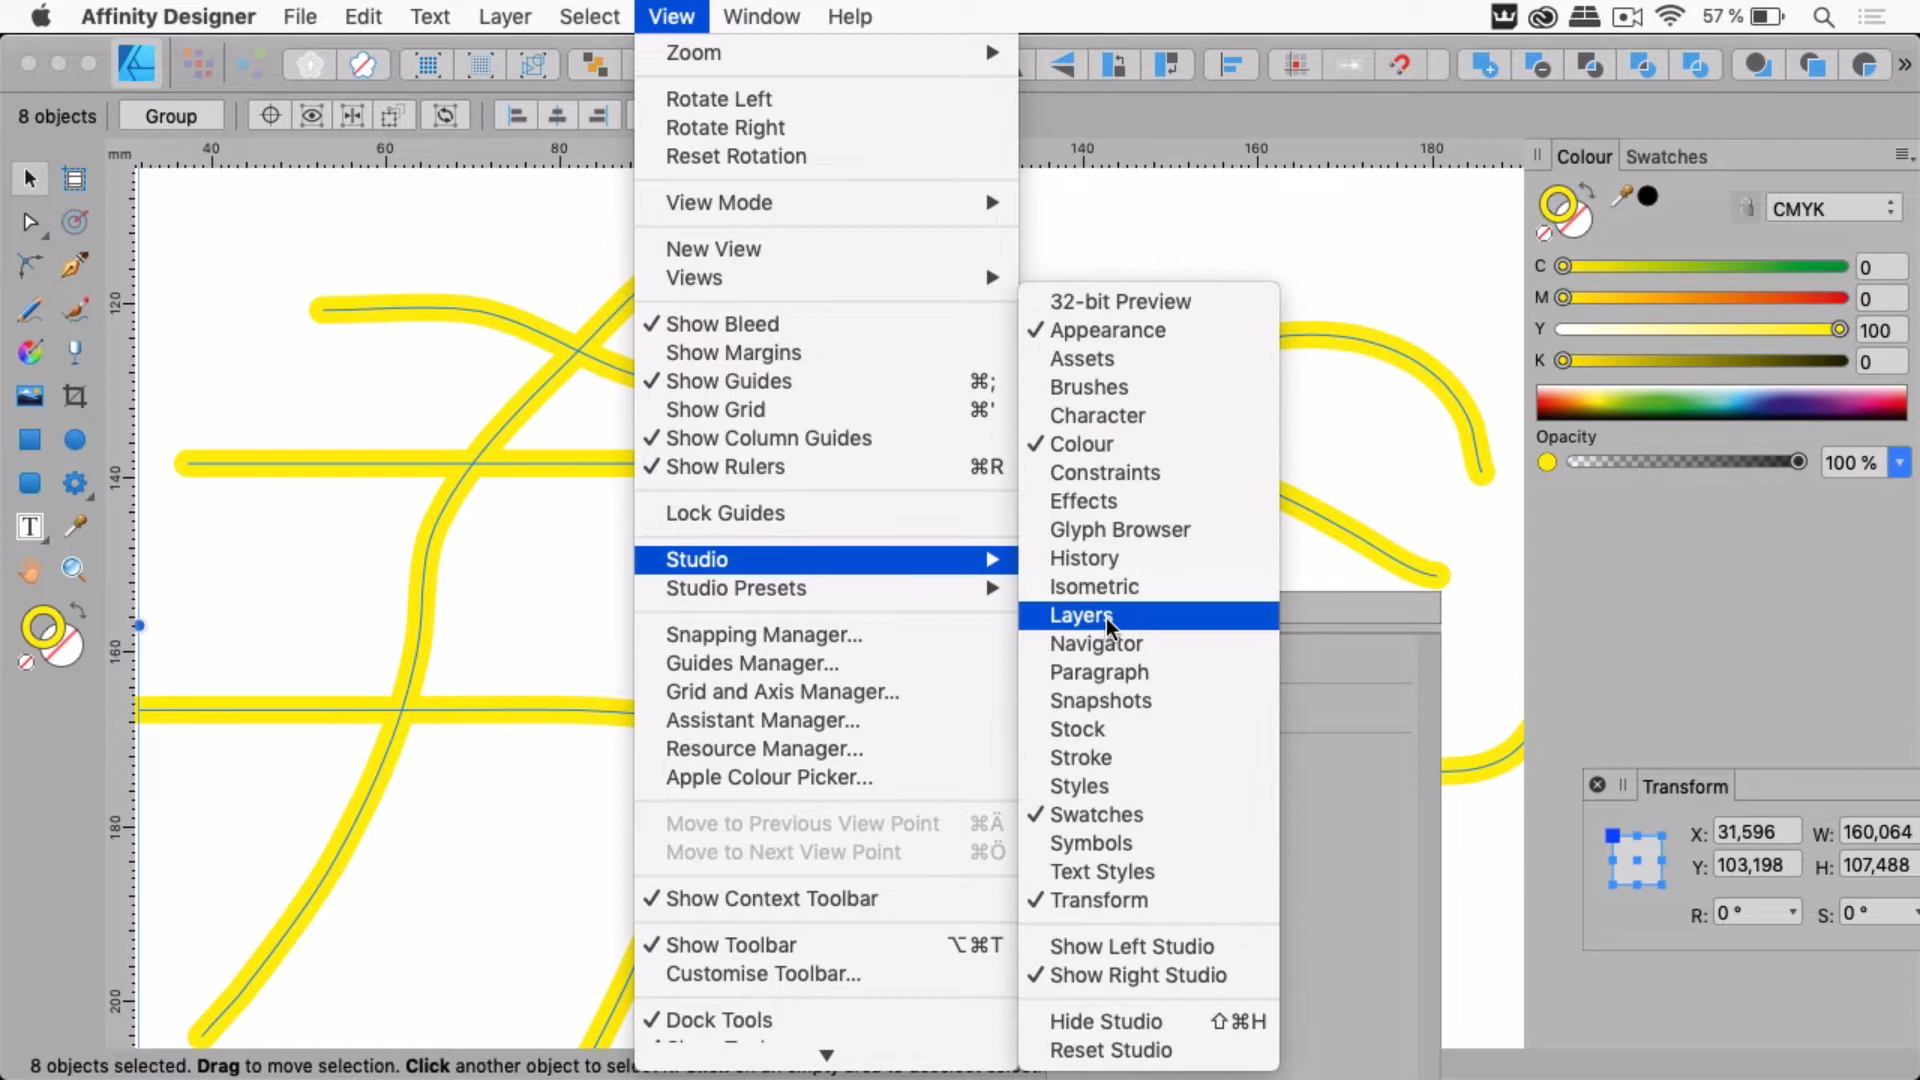 Affinity Designer File Edit Text Layer Select View Window Help 57 %
8 objects Group
mm 40 60 80 140 160 180
120
140
160
180
200
T
Zoom
Rotate Left
Rotate Right
Reset Rotation
View Mode
New View
Views
✓ Show Bleed
Show Margins
✓ Show Guides ⌘;
Show Grid ⌘'
✓ Show Column Guides
✓ Show Rulers ⌘R
Lock Guides
Studio
Studio Presets
Snapping Manager...
Guides Manager...
Grid and Axis Manager...
Assistant Manager...
Resource Manager...
Apple Colour Picker...
Move to Previous View Point ⌘Ä
Move to Next View Point ⌘Ö
✓ Show Context Toolbar
✓ Show Toolbar ⌥⌘T
Customise Toolbar...
✓ Dock Tools
32-bit Preview
✓ Appearance
Assets
Brushes
Character
✓ Colour
Constraints
Effects
Glyph Browser
History
Isometric
Layers
Navigator
Paragraph
Snapshots
Stock
Stroke
Styles
✓ Swatches
Symbols
Text Styles
✓ Transform
Show Left Studio
✓ Show Right Studio
Hide Studio ⇧⌘H
Reset Studio
Colour Swatches
CMYK
C 0
M 0
Y 100
K 0
Opacity
100 %
Transform
X: 31,596 W: 160,064
Y: 103,198 H: 107,488
R: 0 ° S: 0 °
8 objects selected. Drag to move selection. Click another object to